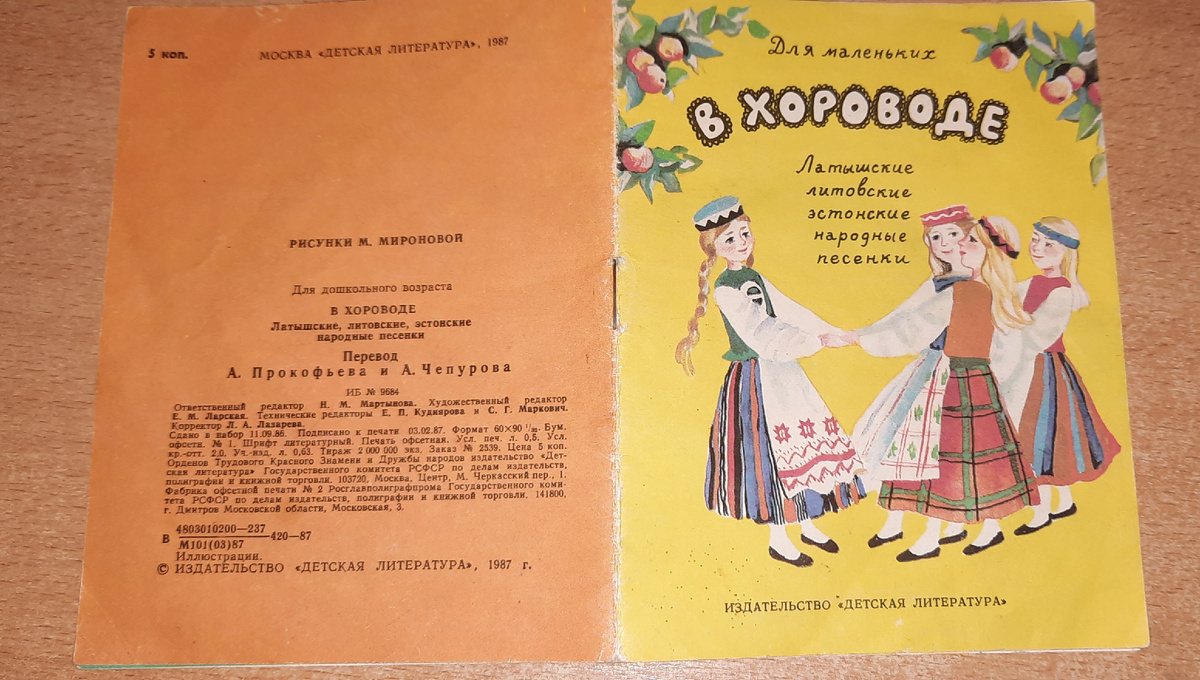 5 коп.
МОСКВА «ДЕТСКАЯ ЛИТЕРАТУРА», 1987
РИСУНКИ М. МИРОНОВОЙ
Для дошкольного возраста
В ХОРОВОДЕ
Латышские, литовские, эстонские
народные песенки
Перевод
А. Прокофьева и А. Чепурова
ИБ № 9684
Ответственный редактор Н. М. Мартынова. Художественный редактор
Е. М. Ларская. Технические редакторы Е. П. Кудиярова и С. Г. Маркович.
Корректор Л. А. Лазарева.
Сдано в набор 11.09.86. Подписано к печати 03.02.87. Формат 60×90 1/16. Бум.
офсетн. № 1. Шрифт литературный. Печать офсетная. Усл. печ. л. 0,5. Усл.
кр.-отт. 2,0. Уч.-изд. л. 0,63. Тираж 2 000 000 экз. Заказ № 2539. Цена 5 коп.
Орденов Трудового Красного Знамени и Дружбы народов издательство «Дет-
ская литература» Государственного комитета РСФСР по делам издательств,
полиграфии и книжной торговли. 103720, Москва, Центр, М. Черкасский пер., 1.
Фабрика офсетной печати № 2 Росглавполиграфпрома Государственного коми-
тета РСФСР по делам издательств, полиграфии и книжной торговли. 141800,
г. Дмитров Московской области, Московская, 3.
В 4803010200—237
М101(03)87 420—87
Иллюстрации.
© ИЗДАТЕЛЬСТВО «ДЕТСКАЯ ЛИТЕРАТУРА», 1987 г.
Для маленьких
В ХОРОВОДЕ
Латышские
литовские
эстонские
народные
песенки
ИЗДАТЕЛЬСТВО «ДЕТСКАЯ ЛИТЕРАТУРА»